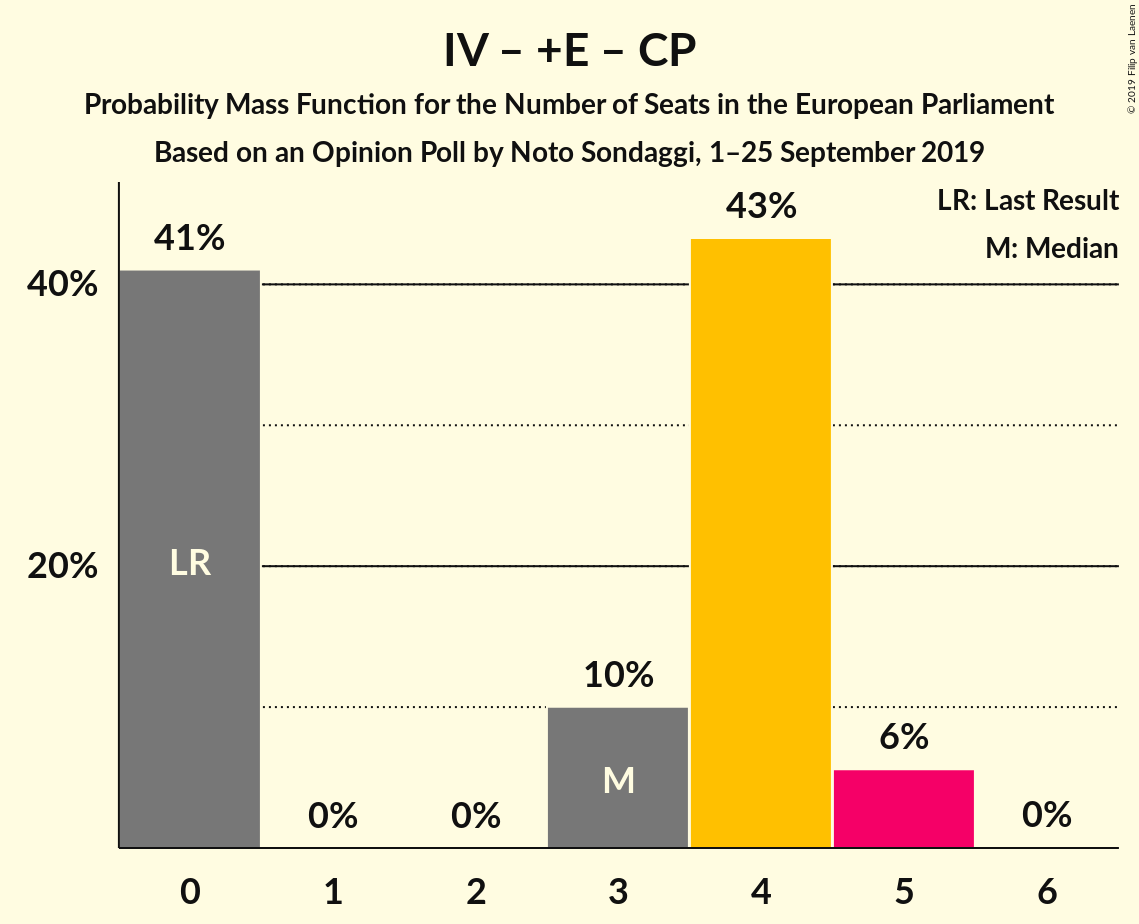 IV – +E – CP
Probability Mass Function for the Number of Seats in the European Parliament
Based on an Opinion Poll by Noto Sondaggi, 1–25 September 2019
© 2019 Filip van Laenen
LR: Last Result
M: Median
40%
20%
41%
0%
0%
10%
43%
6%
0%
LR
M
0 1 2 3 4 5 6